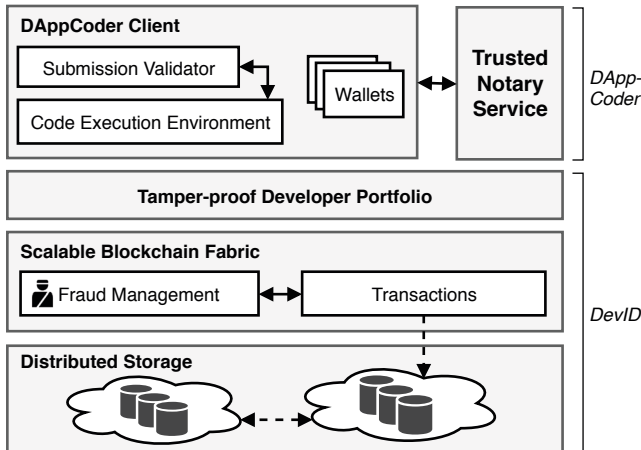 DAppCoder Client
Submission Validator
Code Execution Environment
Wallets
Trusted
Notary
Service
DApp-
Coder
Tamper-proof Developer Portfolio
Scalable Blockchain Fabric
Fraud Management
Transactions
DevID
Distributed Storage